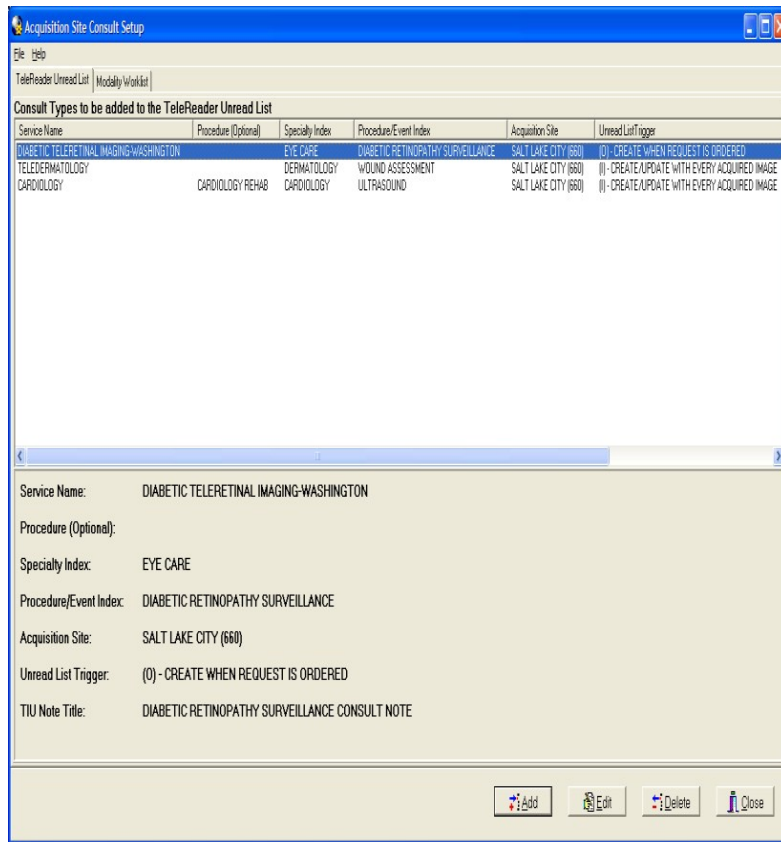 Acquisition Site Consult Setup
File Help
TeleReader Unread List Modality Worklist
Consult Types to be added to the TeleReader Unread List
Service Name Procedure (Optional) Specialty Index Procedure/Event Index Acquisition Site Unread ListTrigger
DIABETIC TELERETINAL IMAGING-WASHINGTON EYE CARE DIABETIC RETINOPATHY SURVEILLANCE SALT LAKE CITY (660) (O) - CREATE WHEN REQUEST IS ORDERED
TELEDERMATOLOGY DERMATOLOGY WOUND ASSESSMENT SALT LAKE CITY (660) (I) - CREATE/UPDATE WITH EVERY ACQUIRED IMAGE
CARDIOLOGY CARDIOLOGY REHAB CARDIOLOGY ULTRASOUND SALT LAKE CITY (660) (I) - CREATE/UPDATE WITH EVERY ACQUIRED IMAGE
Service Name: DIABETIC TELERETINAL IMAGING-WASHINGTON
Procedure (Optional):
Specialty Index: EYE CARE
Procedure/Event Index: DIABETIC RETINOPATHY SURVEILLANCE
Acquisition Site: SALT LAKE CITY (660)
Unread List Trigger: (O) - CREATE WHEN REQUEST IS ORDERED
TIU Note Title: DIABETIC RETINOPATHY SURVEILLANCE CONSULT NOTE
Add Edit Delete Close